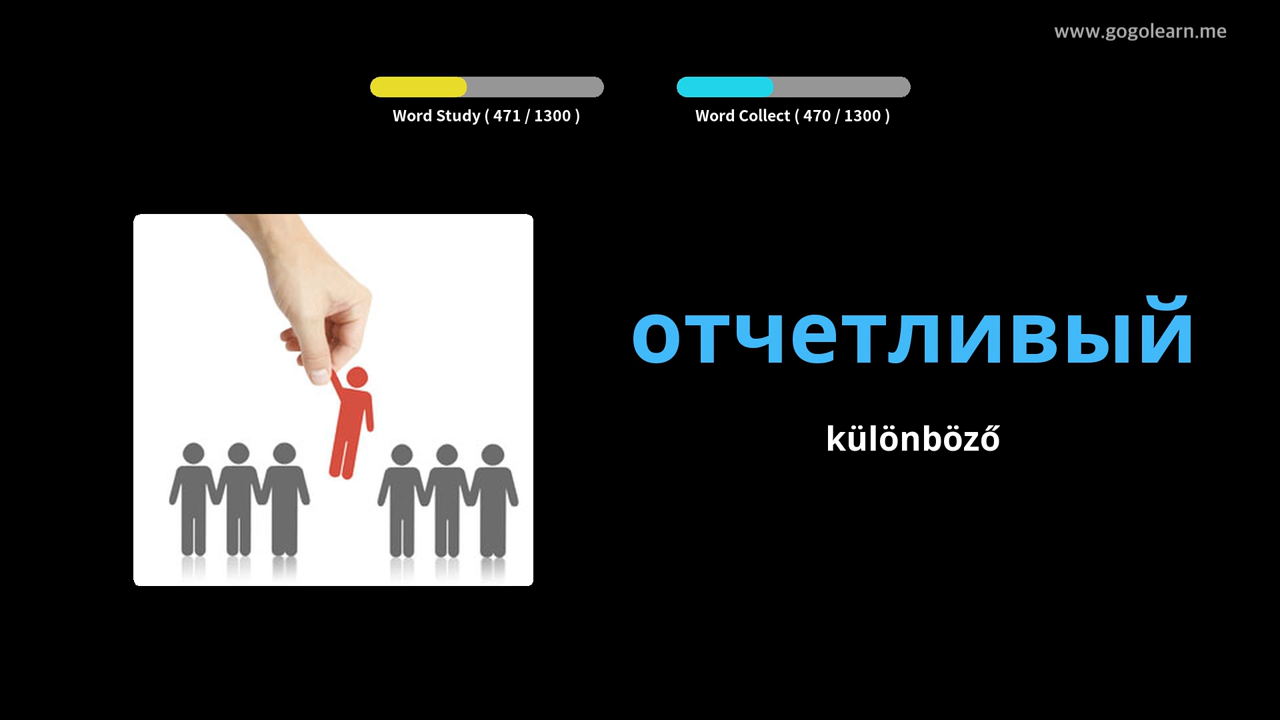 www.gogolearn.me
Word Study ( 471 / 1300 )
Word Collect ( 470 / 1300 )
отчетливый
különböző